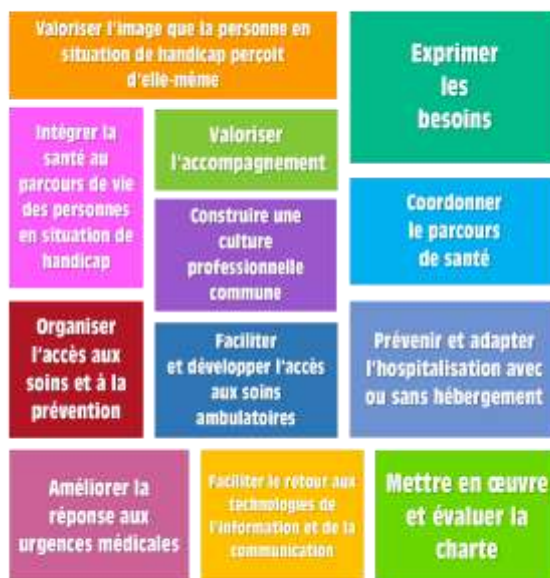 Valoriser l'image que la personne en
situation de handicap perçoit
d'elle-même
Exprimer
les
besoins
Intégrer la
santé au
parcours de vie
des personnes
en situation de
handicap
Valoriser
l'accompagnement
Construire une
culture
professionnelle
commune
Coordonner
le parcours
de santé
Organiser
l'accès aux
soins et à la
prévention
Faciliter
et développer l'accès
aux soins
ambulatoires
Prévenir et adapter
l'hospitalisation avec
ou sans hébergement
Améliorer la
réponse aux
urgences médicales
Faciliter le retour aux
technologies de
l'information et de la
communication
Mettre en œuvre
et évaluer la
charte